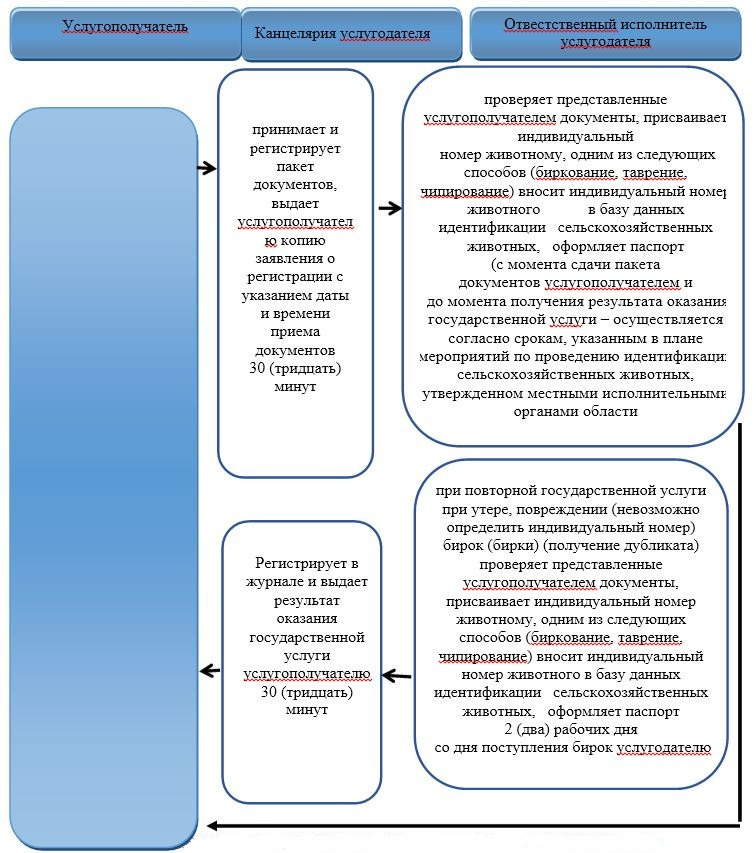 Услугополучатель
Канцелярия услугодателя
Отвестственный исполнитель
услугодателя
принимает и
регистрирует
пакет
документов,
выдает
услугополучател
ю копию
заявления о
регистрации с
указанием даты
и времени
приема
документов
30 (тридцать)
минут
проверяет представленные
услугополучателем документы, присваивает
индивидуальный
номер животному, одним из следующих
способов (биркование, таврение,
чипирование) вносит индивидуальный номер
животного в базу данных
идентификации сельскохозяйственных
животных, оформляет паспорт
(с момента сдачи пакета
документов услугополучателем и
до момента получения результата оказания
государственной услуги – осуществляется
согласно срокам, указанным в плане
мероприятий по проведению идентификации
сельскохозяйственных животных,
утвержденном местными исполнительными
органами области
Регистрирует в
журнале и выдает
результат
оказания
государственной
услуги
услугополучателю
30 (тридцать)
минут
при повторной государственной услуги
при утере, повреждении (невозможно
определить индивидуальный номер)
бирок (бирки) (получение дубликата)
проверяет представленные
услугополучателем документы,
присваивает индивидуальный номер
животному, одним из следующих
способов (биркование, таврение,
чипирование) вносит индивидуальный
номер животного в базу данных
идентификации сельскохозяйственных
животных, оформляет паспорт
2 (два) рабочих дня
со дня поступления бирок услугодателю